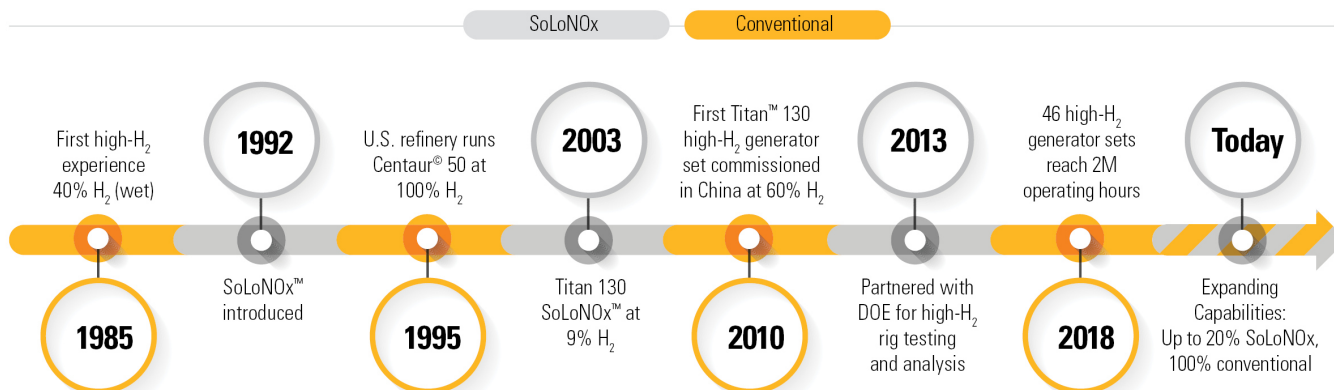 SoLoNOx
Conventional
First high-H₂
experience
40% H₂ (wet)
1985
1992
SoLoNOx™
introduced
U.S. refinery runs
Centaur© 50 at
100% H₂
1995
2003
Titan 130
SoLoNOx™ at
9% H₂
First Titan™ 130
high-H₂ generator
set commissioned
in China at 60% H₂
2010
2013
Partnered with
DOE for high-H₂
rig testing
and analysis
46 high-H₂
generator sets
reach 2M
operating hours
2018
Today
Expanding
Capabilities:
Up to 20% SoLoNOx,
100% conventional